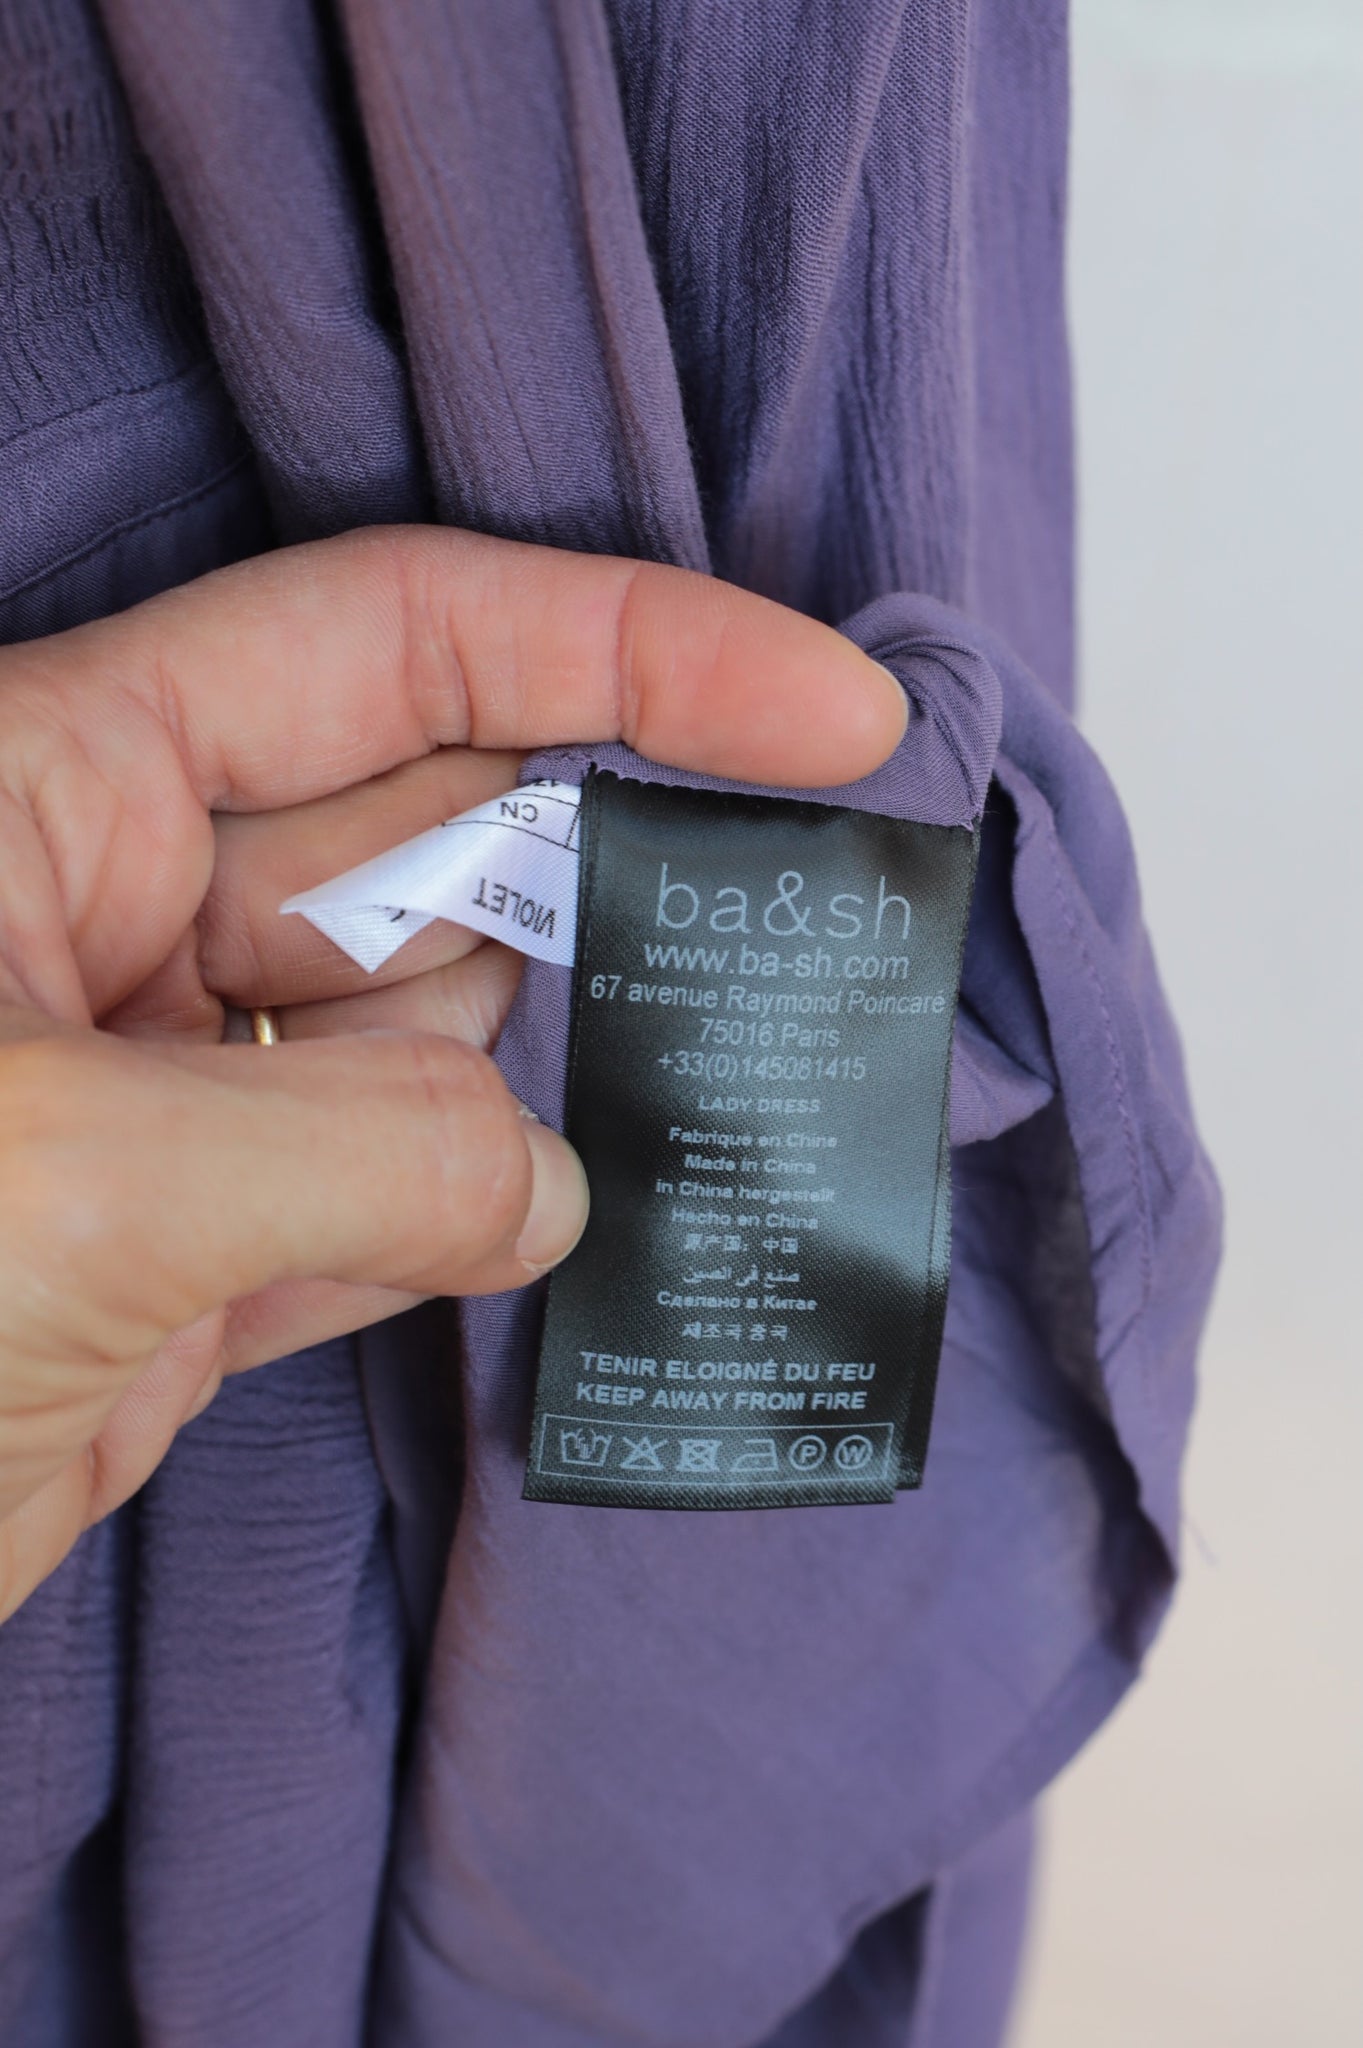 CN
VIOLET
ba&sh
www.ba-sh.com
67 avenue Raymond Poincare
75016 Paris
+33(0)145081415
LADY DRESS
Fabrique en Chine
Made in China
in China hergestellt
Hecho en China
原产国：中国
صنع في الصين
Сделано в Китае
제조국 중국
TENIR ELOIGNÉ DU FEU
KEEP AWAY FROM FIRE
P W